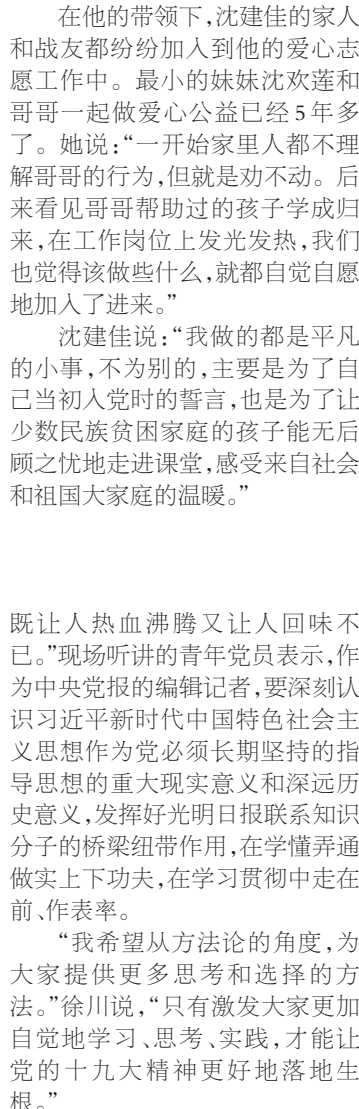 在他的带领下,沈建佳的家人
和战友都纷纷加入到他的爱心志
愿工作中。最小的妹妹沈欢莲和
哥哥一起做爱心公益已经5年多
了。她说:“一开始家里人都不理
解哥哥的行为,但就是劝不动。后
来看见哥哥帮助过的孩子学成归
来,在工作岗位上发光发热,我们
也觉得该做些什么,就都自觉自愿
地加入了进来。”
沈建佳说:“我做的都是平凡
的小事,不为别的,主要是为了自
己当初入党时的誓言,也是为了让
少数民族贫困家庭的孩子能无后
顾之忧地走进课堂,感受来自社会
和祖国大家庭的温暖。”
既让人热血沸腾又让人回味不
已。”现场听讲的青年党员表示,作
为中央党报的编辑记者,要深刻认
识习近平新时代中国特色社会主
义思想作为党必须长期坚持的指
导思想的重大现实意义和深远历
史意义,发挥好光明日报联系知识
分子的桥梁纽带作用,在学懂弄通
做实上下功夫,在学习贯彻中走在
前、作表率。
“我希望从方法论的角度,为
大家提供更多思考和选择的方
法。”徐川说,“只有激发大家更加
自觉地学习、思考、实践,才能让
党的十九大精神更好地落地生
根。”